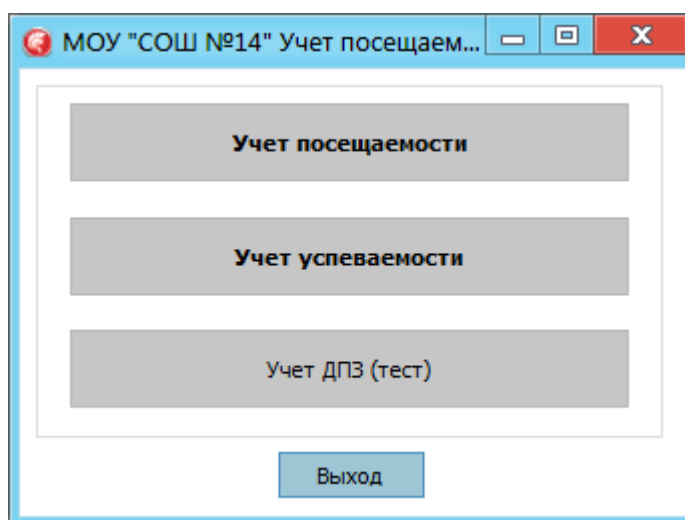 МОУ "СОШ №14" Учет посещаем...
Учет посещаемости
Учет успеваемости
Учет ДПЗ (тест)
Выход